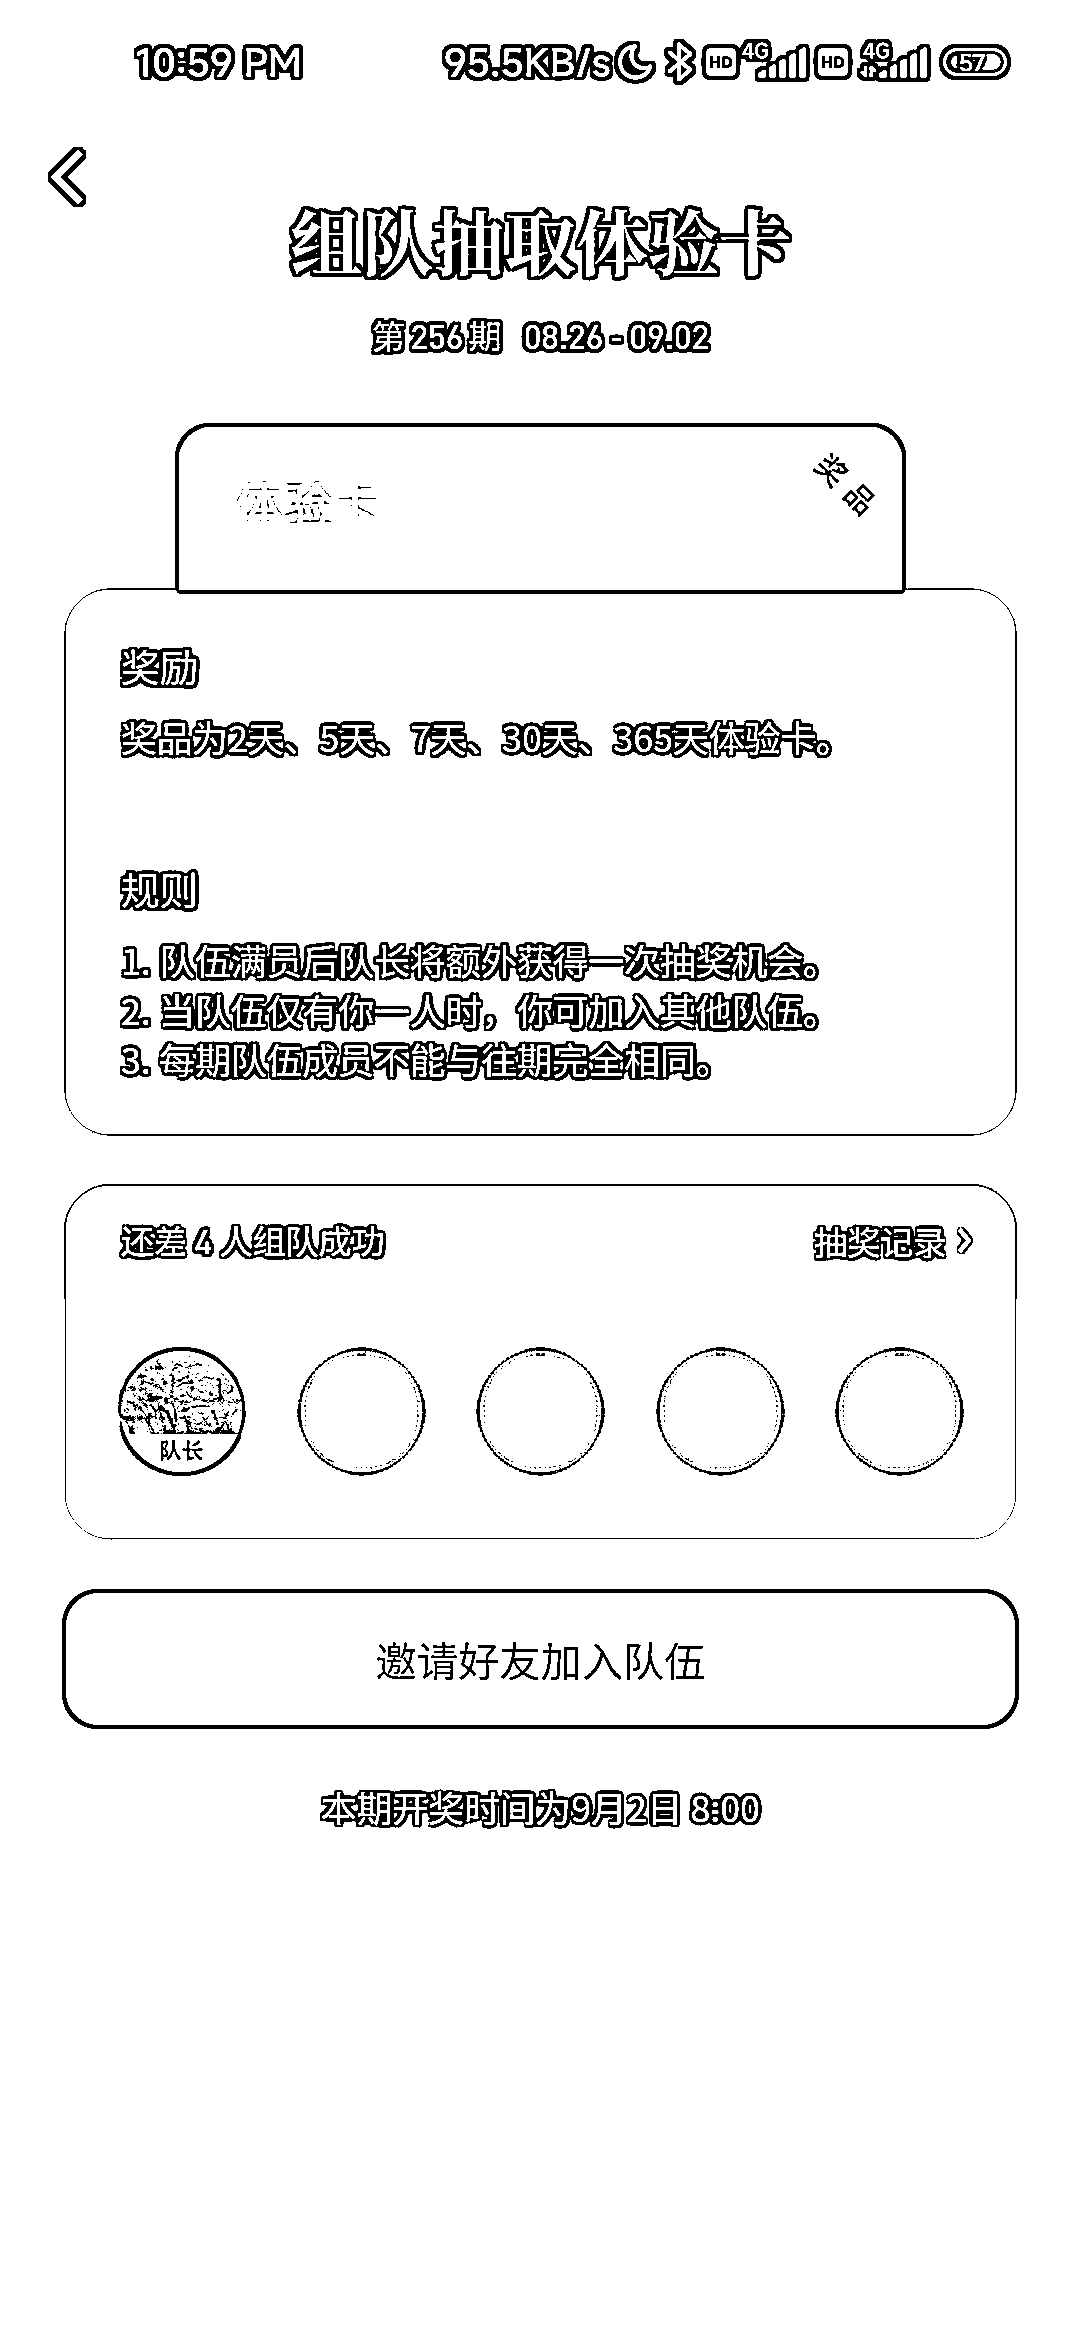 10:59 PM 95.5KB/s HD 4G HD 4G 57
组队抽取体验卡
第 256 期 08.26 - 09.02
体验卡
奖品
奖励
奖品为2天、5天、7天、30天、365天体验卡。
规则
1. 队伍满员后队长将额外获得一次抽奖机会。
2. 当队伍仅有你一人时，你可加入其他队伍。
3. 每期队伍成员不能与往期完全相同。
还差 4 人组队成功
抽奖记录
队长
邀请好友加入队伍
本期开奖时间为9月2日 8:00